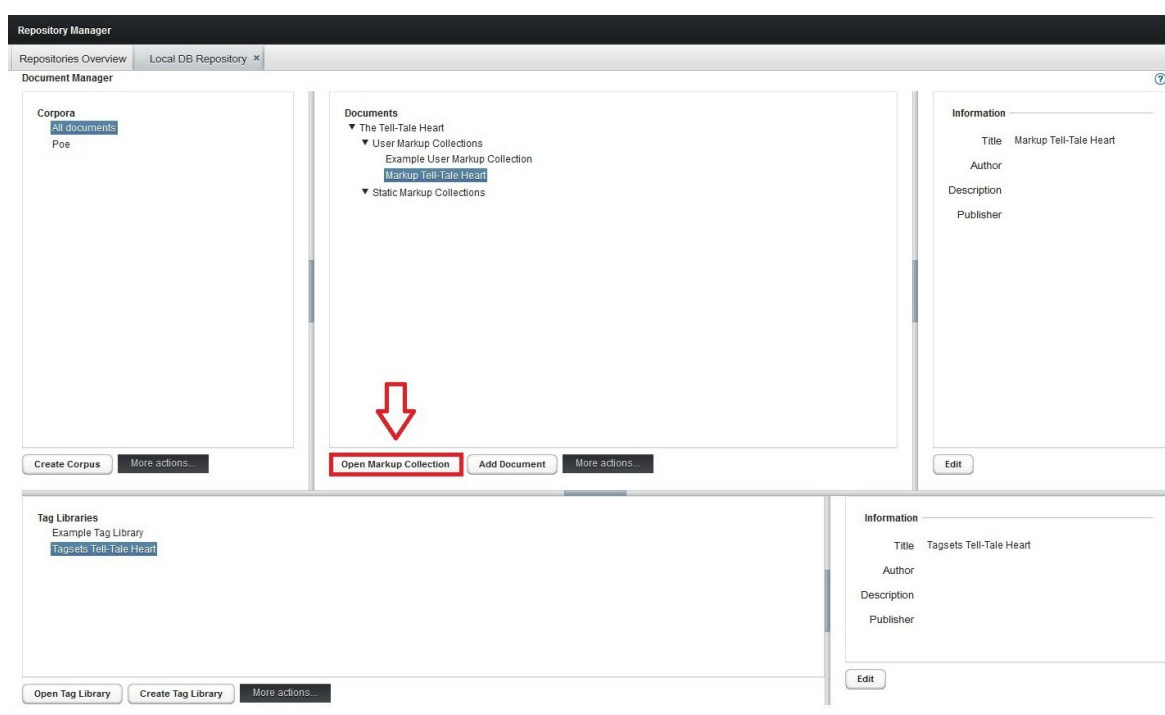 Repository Manager
Repositories Overview
Local DB Repository ×
Document Manager
?
Corpora
All documents
Poe
Create Corpus
More actions...
Documents
▼ The Tell-Tale Heart
▼ User Markup Collections
Example User Markup Collection
Markup Tell-Tale Heart
▼ Static Markup Collections
Open Markup Collection
Add Document
More actions...
Information
Title Markup Tell-Tale Heart
Author
Description
Publisher
Edit
Tag Libraries
Example Tag Library
Tagsets Tell-Tale Heart
Open Tag Library
Create Tag Library
More actions...
Information
Title Tagsets Tell-Tale Heart
Author
Description
Publisher
Edit